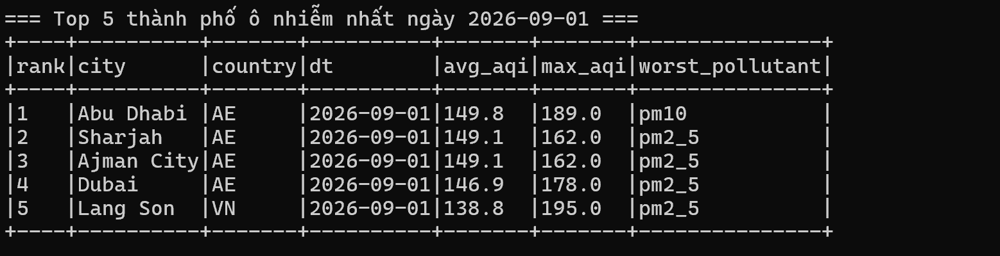 === Top 5 thành phố ô nhiễm nhất ngày 2026-09-01 ===
+----+----------+-------+----------+-------+-------+---------------+
|rank|city      |country|dt        |avg_aqi|max_aqi|worst_pollutant|
+----+----------+-------+----------+-------+-------+---------------+
|1   |Abu Dhabi |AE     |2026-09-01|149.8  |189.0  |pm10           |
|2   |Sharjah   |AE     |2026-09-01|149.1  |162.0  |pm2_5          |
|3   |Ajman City|AE     |2026-09-01|149.1  |162.0  |pm2_5          |
|4   |Dubai     |AE     |2026-09-01|146.9  |178.0  |pm2_5          |
|5   |Lang Son  |VN     |2026-09-01|138.8  |195.0  |pm2_5          |
+----+----------+-------+----------+-------+-------+---------------+